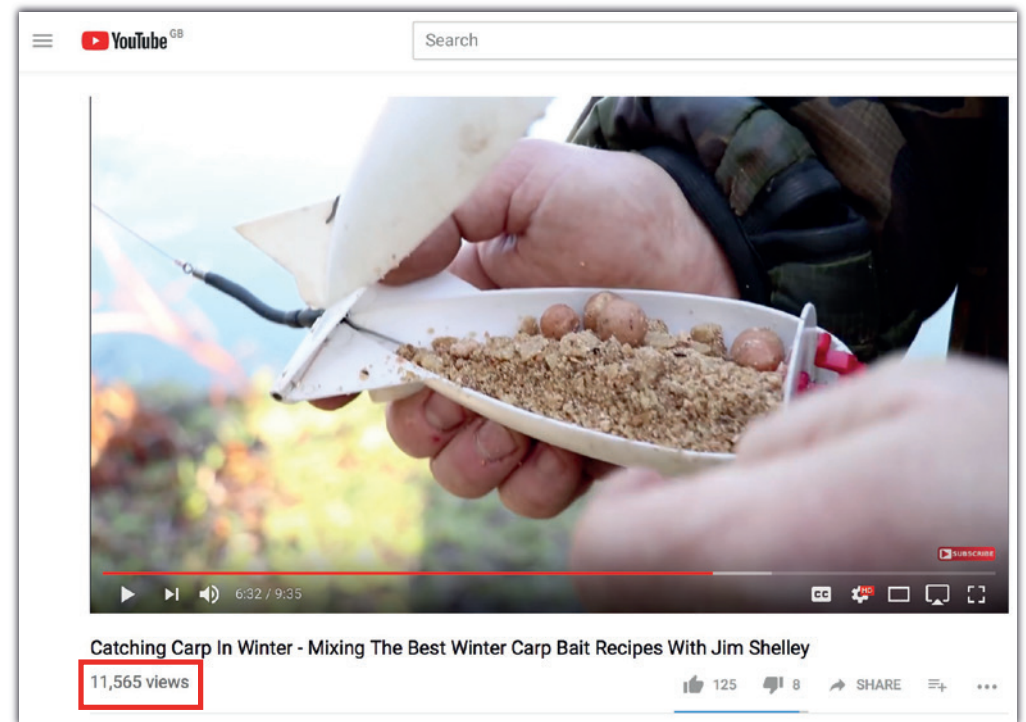 YouTube GB
Search
SUBSCRIBE
6:32 / 9:35
CC
HD
Catching Carp In Winter - Mixing The Best Winter Carp Bait Recipes With Jim Shelley
11,565 views
125
8
SHARE